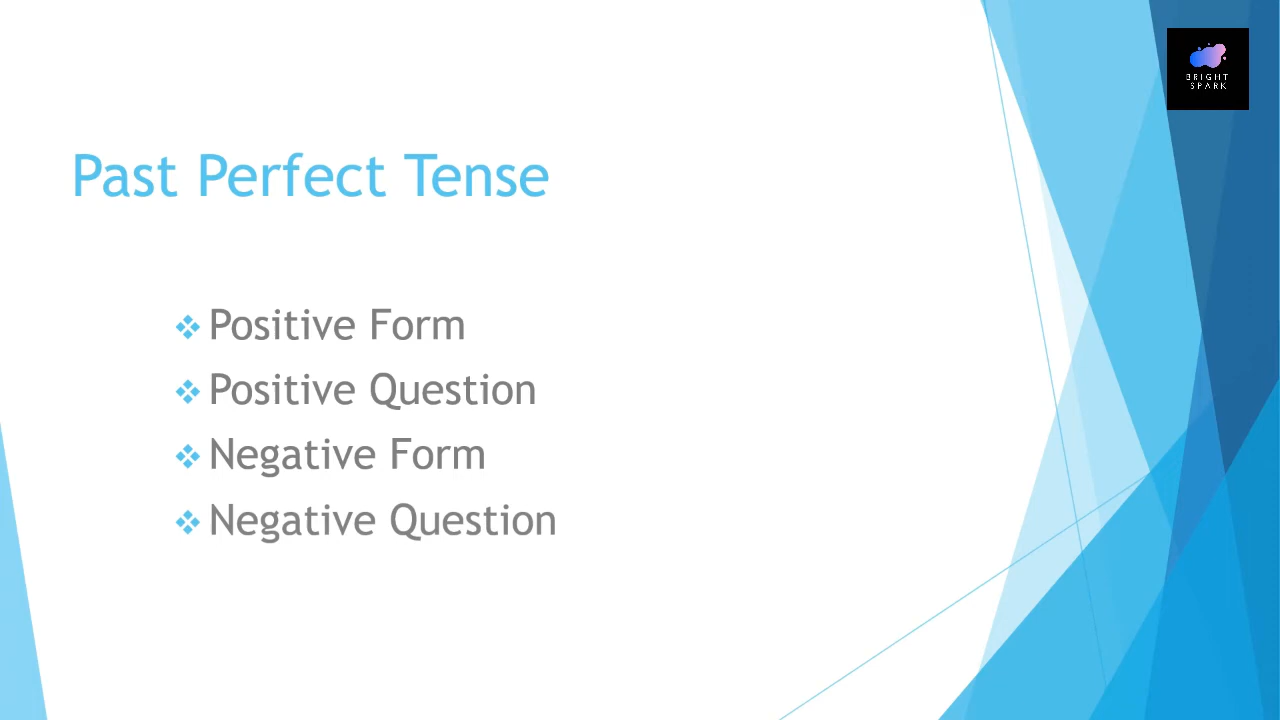 BRIGHT
SPARK
Past Perfect Tense
Positive Form
Positive Question
Negative Form
Negative Question